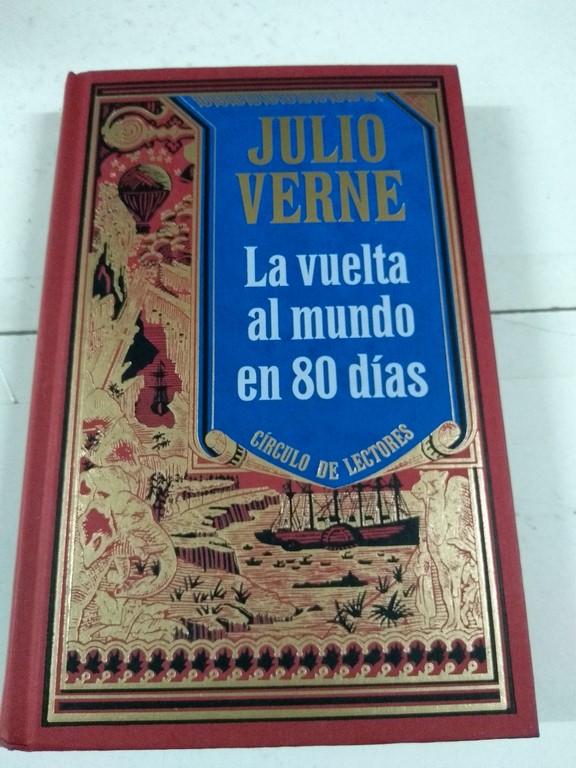 JULIO
VERNE
La vuelta
al mundo
en 80 días
CÍRCULO DE LECTORES